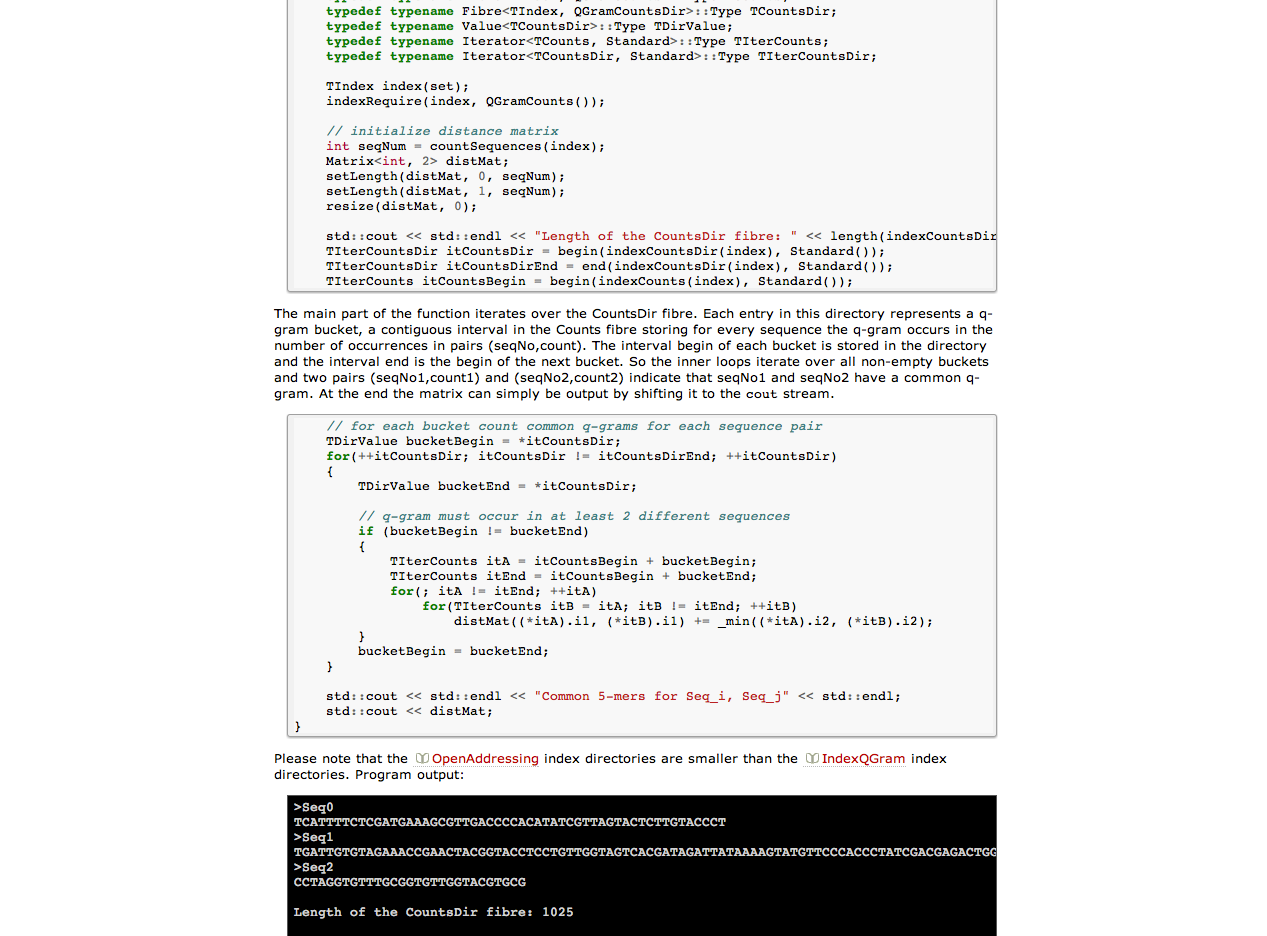 typedef typename Fibre<TIndex, QGramCountsDir>::Type TCountsDir;
typedef typename Value<TCountsDir>::Type TDirValue;
typedef typename Iterator<TCounts, Standard>::Type TIterCounts;
typedef typename Iterator<TCountsDir, Standard>::Type TIterCountsDir;
TIndex index(set);
indexRequire(index, QGramCounts());
// initialize distance matrix
int seqNum = countSequences(index);
Matrix<int, 2> distMat;
setLength(distMat, 0, seqNum);
setLength(distMat, 1, seqNum);
resize(distMat, 0);
std::cout << std::endl << "Length of the CountsDir fibre: " << length(indexCountsDir
TIterCountsDir itCountsDir = begin(indexCountsDir(index), Standard());
TIterCountsDir itCountsDirEnd = end(indexCountsDir(index), Standard());
TIterCounts itCountsBegin = begin(indexCounts(index), Standard());
The main part of the function iterates over the CountsDir fibre. Each entry in this directory represents a q-
gram bucket, a contiguous interval in the Counts fibre storing for every sequence the q-gram occurs in the
number of occurrences in pairs (seqNo,count). The interval begin of each bucket is stored in the directory
and the interval end is the begin of the next bucket. So the inner loops iterate over all non-empty buckets
and two pairs (seqNo1,count1) and (seqNo2,count2) indicate that seqNo1 and seqNo2 have a common q-
gram. At the end the matrix can simply be output by shifting it to the cout stream.
// for each bucket count common q-grams for each sequence pair
TDirValue bucketBegin = *itCountsDir;
for(++itCountsDir; itCountsDir != itCountsDirEnd; ++itCountsDir)
{
TDirValue bucketEnd = *itCountsDir;
// q-gram must occur in at least 2 different sequences
if (bucketBegin != bucketEnd)
{
TIterCounts itA = itCountsBegin + bucketBegin;
TIterCounts itEnd = itCountsBegin + bucketEnd;
for(; itA != itEnd; ++itA)
for(TIterCounts itB = itA; itB != itEnd; ++itB)
distMat((*itA).i1, (*itB).i1) += _min((*itA).i2, (*itB).i2);
}
bucketBegin = bucketEnd;
}
std::cout << std::endl << "Common 5-mers for Seq_i, Seq_j" << std::endl;
std::cout << distMat;
}
Please note that the OpenAddressing index directories are smaller than the IndexQGram index
directories. Program output:
>Seq0
TCATTTTCTCGATGAAAGCGTTGACCCCACATATCGTTAGTACTCTTGTACCCT
>Seq1
TGATTGTGTAGAAACCGAACTACGGTACCTCCTGTTGGTAGTCACGATAGATTATAAAAGTATGTTCCCACCCTATCGACGAGACTGG
>Seq2
CCTAGGTGTTTGCGGTGTTGGTACGTGCG
Length of the CountsDir fibre: 1025